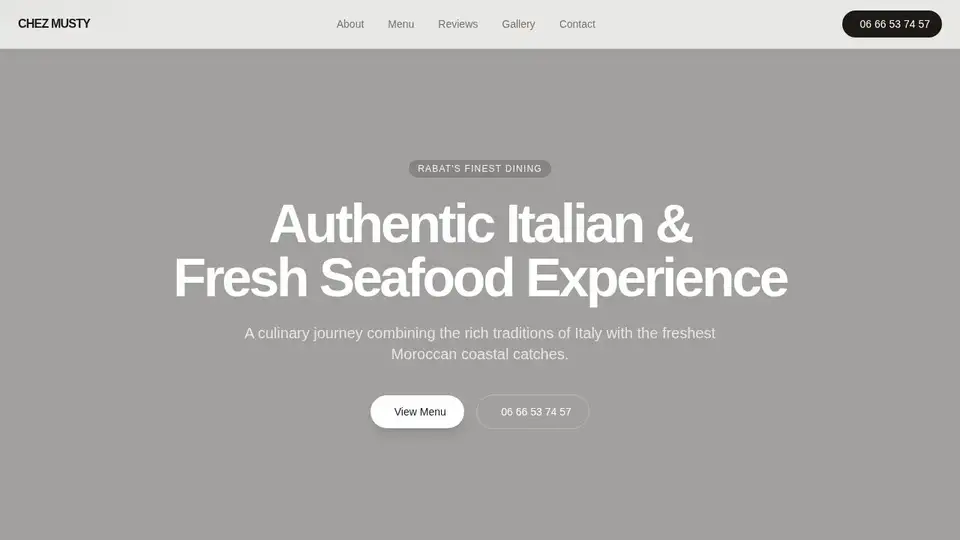 CHEZ MUSTY
About
Menu
Reviews
Gallery
Contact
06 66 53 74 57
RABAT'S FINEST DINING
Authentic Italian &
Fresh Seafood Experience
A culinary journey combining the rich traditions of Italy with the freshest
Moroccan coastal catches.
View Menu
06 66 53 74 57